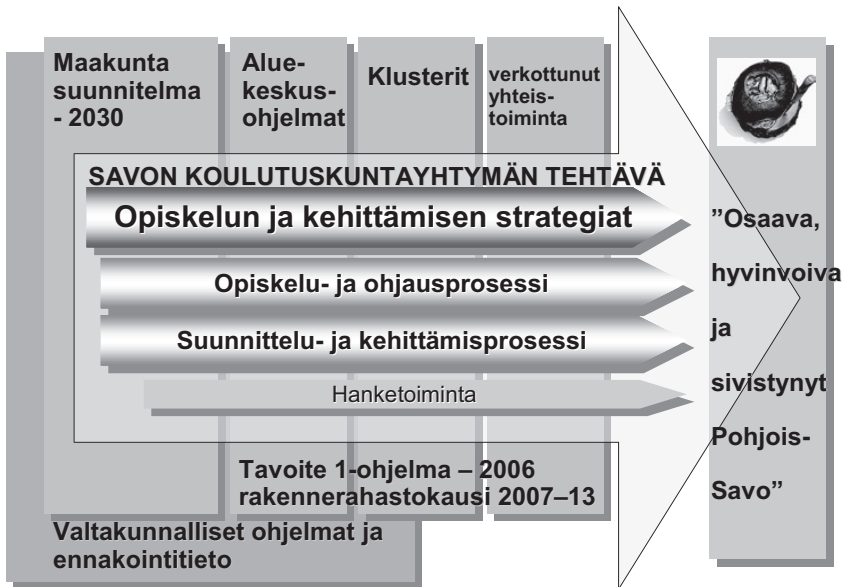 Maakunta
suunnitelma
- 2030
Alue-
keskus-
ohjelmat
Klusterit
verkottunut
yhteis-
toiminta
SAVON KOULUTUSKUNTAYHTYMÄN TEHTÄVÄ
Opiskelun ja kehittämisen strategiat
Opiskelu- ja ohjausprosessi
Suunnittelu- ja kehittämisprosessi
Hanketoiminta
Tavoite 1-ohjelma – 2006
rakennerahastokausi 2007–13
Valtakunnalliset ohjelmat ja
ennakointitieto
”Osaava,
hyvinvoiva
ja
sivistynyt
Pohjois-
Savo”